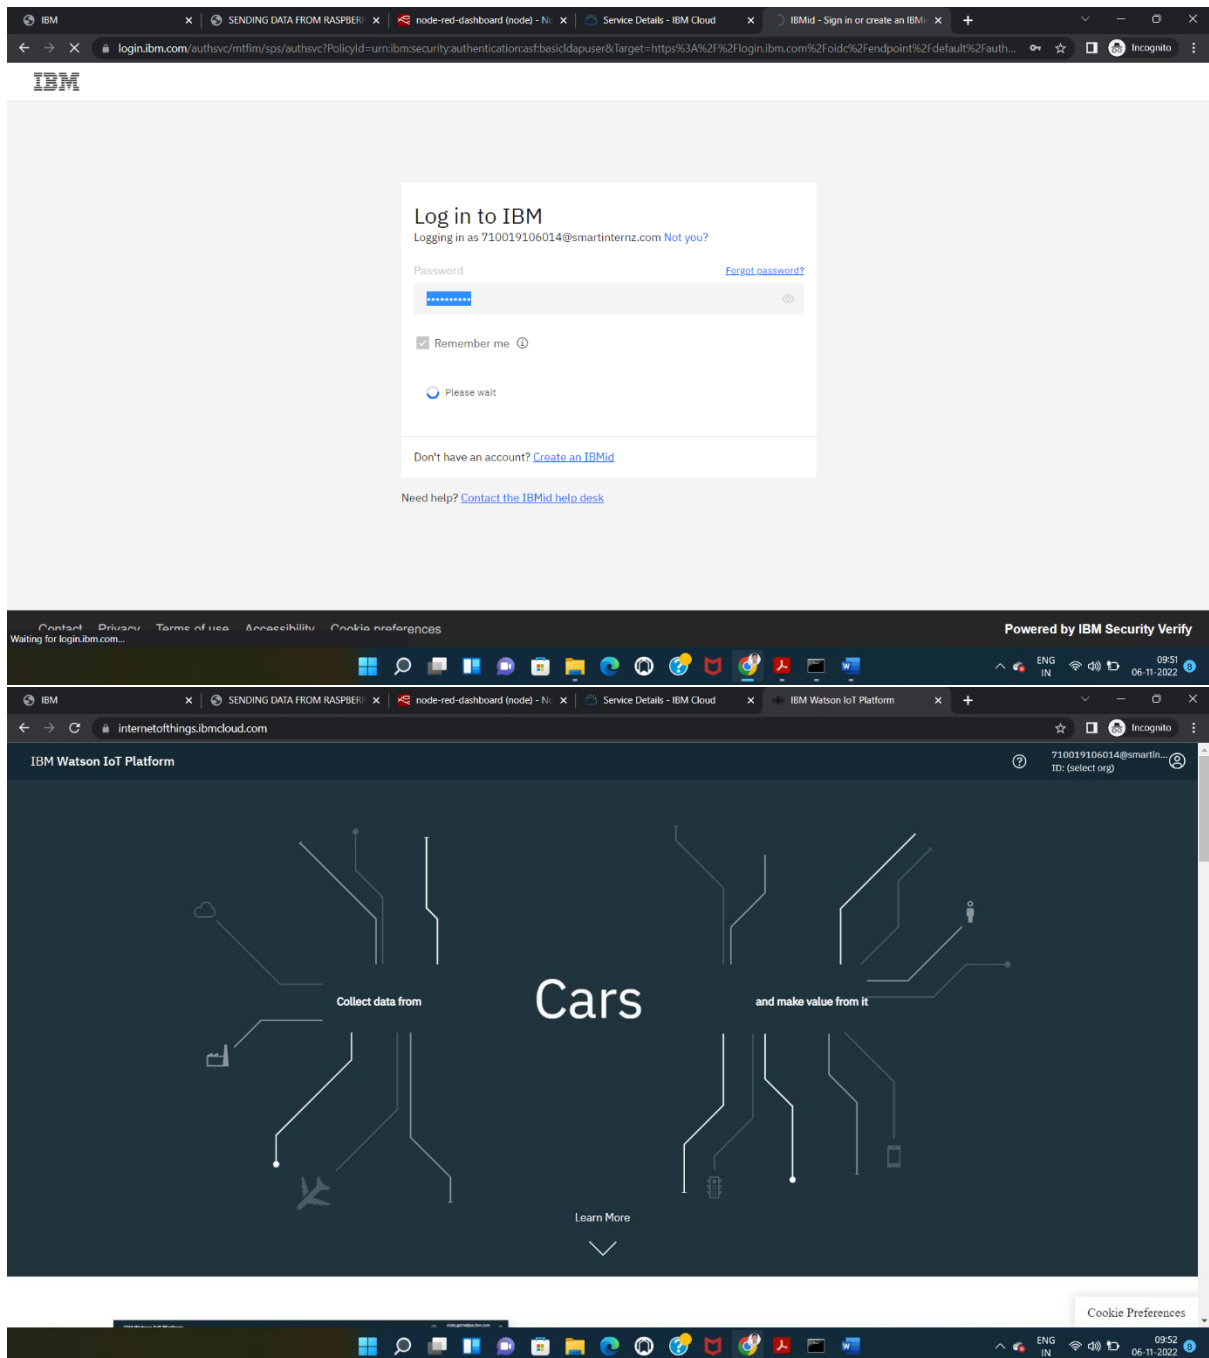 IBM
SENDING DATA FROM RASPBERR
node-red-dashboard (node) - No
Service Details - IBM Cloud
IBMid - Sign in or create an IBMi
login.ibm.com/authsvc/mtfim/sps/authsvc?PolicyId=urn:ibm:security:authentication:asf:basicldapuser&Target=https%3A%2F%2Flogin.ibm.com%2Foidc%2Fendpoint%2Fdefault%2Fauth...
Incognito
IBM
Log in to IBM
Logging in as 710019106014@smartinternz.com Not you?
Password
Forgot password?
Remember me
Please wait
Don't have an account? Create an IBMid
Need help? Contact the IBMid help desk
Contact Privacy Terms of use Accessibility Cookie preferences
Powered by IBM Security Verify
Waiting for login.ibm.com...
ENG
IN
09:51
06-11-2022
8
IBM
SENDING DATA FROM RASPBERR
node-red-dashboard (node) - No
Service Details - IBM Cloud
IBM Watson IoT Platform
internetofthings.ibmcloud.com
Incognito
IBM Watson IoT Platform
710019106014@smartin...
ID: (select org)
Collect data from
Cars
and make value from it
Learn More
Cookie Preferences
ENG
IN
09:52
06-11-2022
8